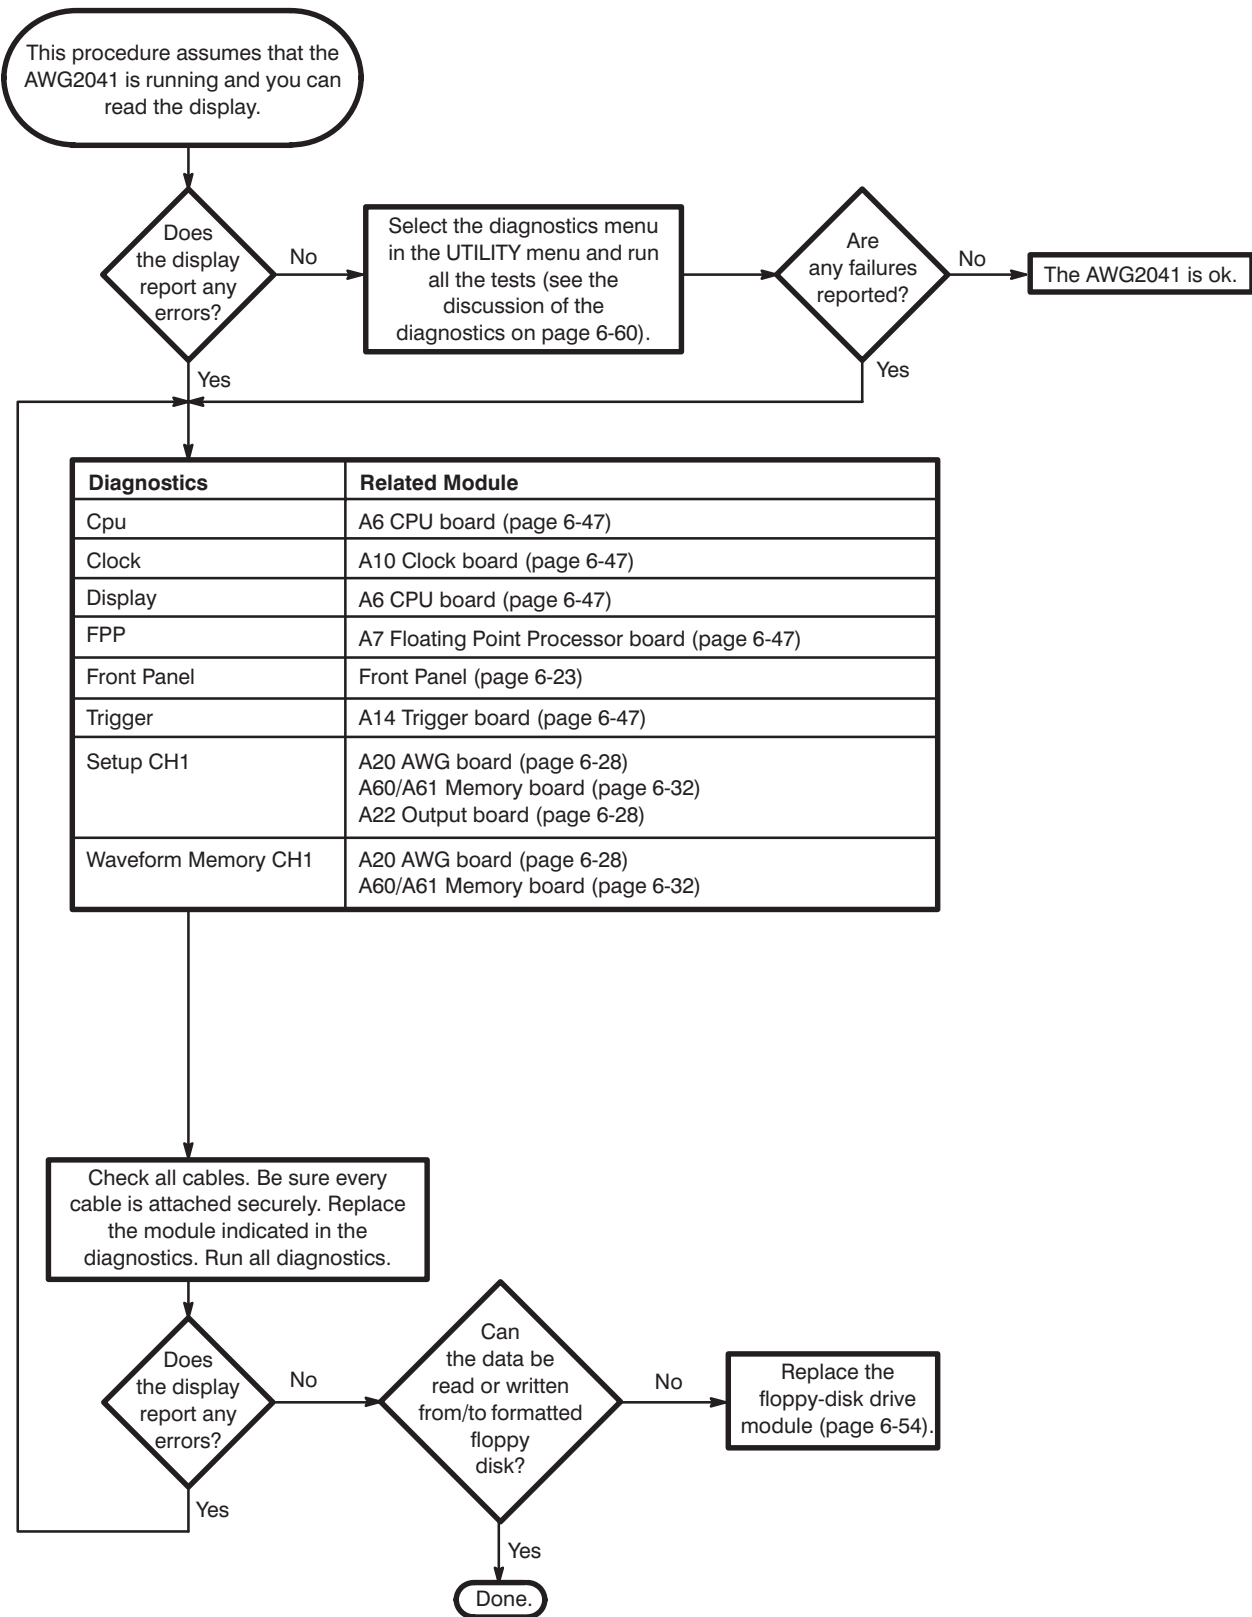 This procedure assumes that the
AWG2041 is running and you can
read the display.
Does
the display
report any
errors?
No
Select the diagnostics menu
in the UTILITY menu and run
all the tests (see the
discussion of the
diagnostics on page 6-60).
Are
any failures
reported?
No
The AWG2041 is ok.
Yes
Yes
Diagnostics Related Module
Cpu A6 CPU board (page 6-47)
Clock A10 Clock board (page 6-47)
Display A6 CPU board (page 6-47)
FPP A7 Floating Point Processor board (page 6-47)
Front Panel Front Panel (page 6-23)
Trigger A14 Trigger board (page 6-47)
Setup CH1 A20 AWG board (page 6-28)
A60/A61 Memory board (page 6-32)
A22 Output board (page 6-28)
Waveform Memory CH1 A20 AWG board (page 6-28)
A60/A61 Memory board (page 6-32)
Check all cables. Be sure every
cable is attached securely. Replace
the module indicated in the
diagnostics. Run all diagnostics.
Does
the display
report any
errors?
No
Can
the data be
read or written
from/to formatted
floppy
disk?
No
Replace the
floppy-disk drive
module (page 6-54).
Yes
Yes
Done.